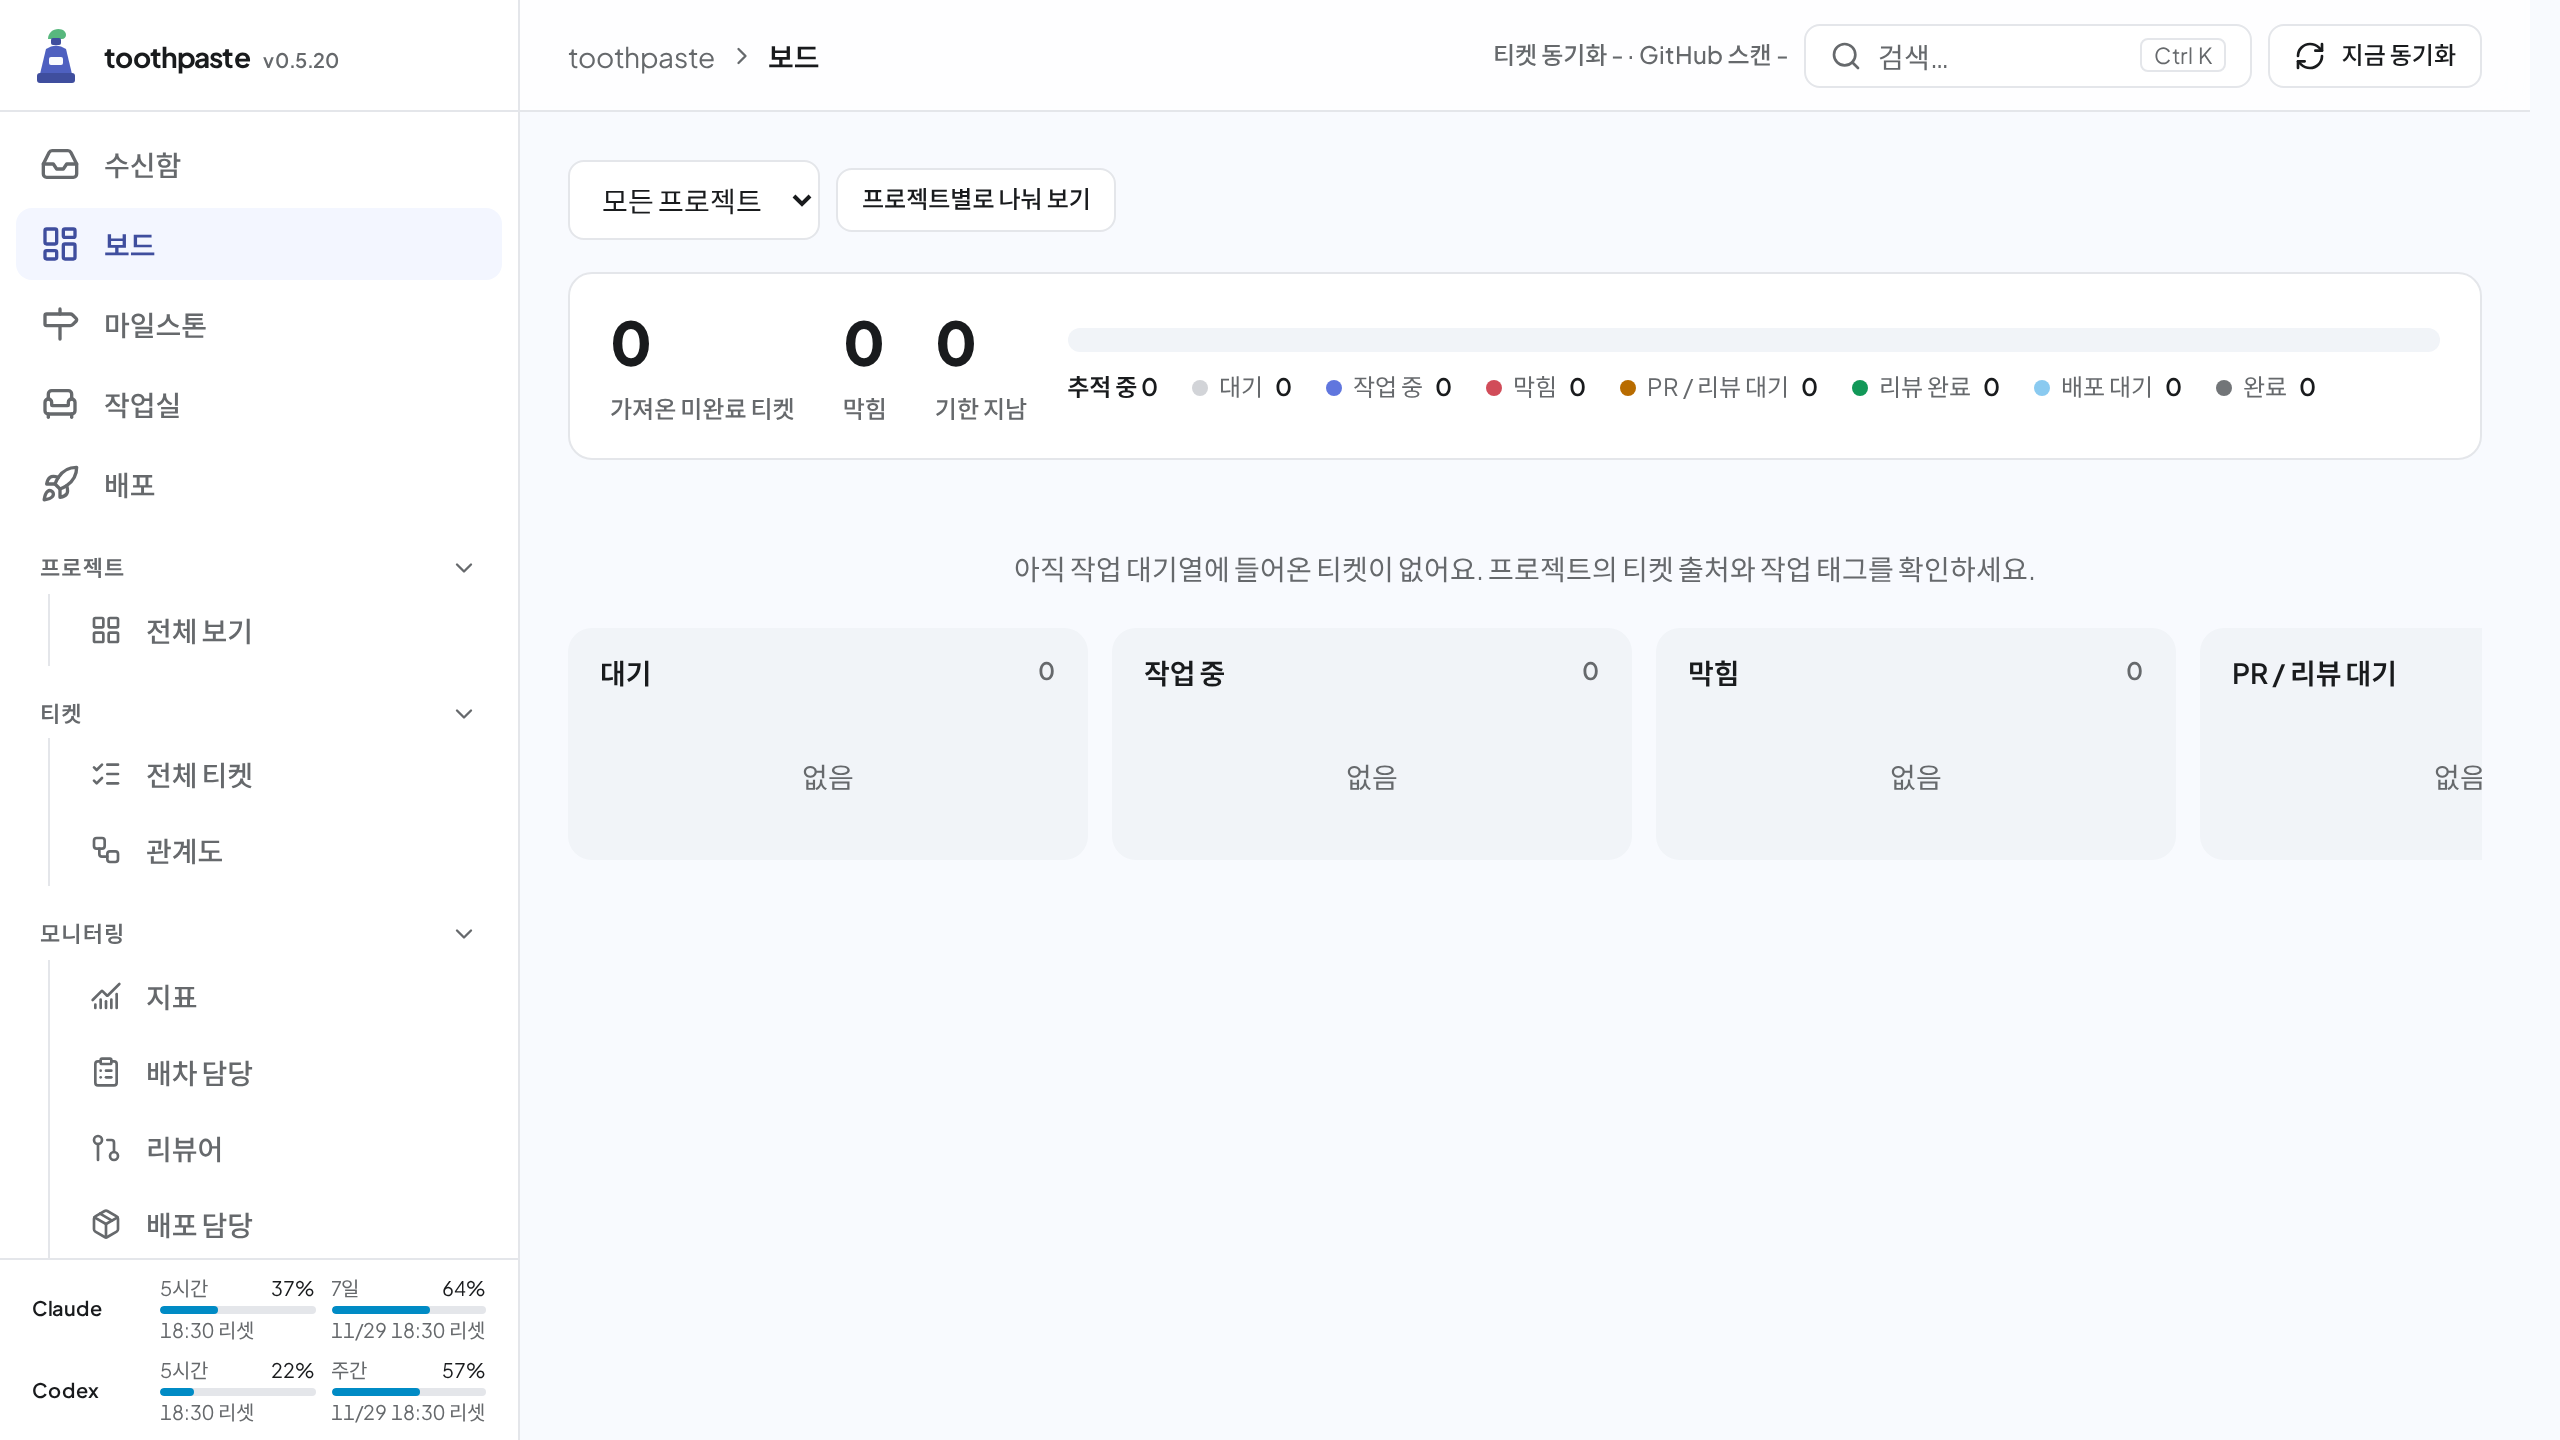 toothpaste v0.5.20
toothpaste > 보드
티켓 동기화 - · GitHub 스캔 -
검색...
Ctrl K
지금 동기화
수신함
보드
마일스톤
작업실
배포
프로젝트
전체 보기
티켓
전체 티켓
관계도
모니터링
지표
배차 담당
리뷰어
배포 담당
Claude
5시간 37%
18:30 리셋
7일 64%
11/29 18:30 리셋
Codex
5시간 22%
18:30 리셋
주간 57%
11/29 18:30 리셋
모든 프로젝트
프로젝트별로 나눠 보기
0
가져온 미완료 티켓
0
막힘
0
기한 지남
추적 중 0
대기 0
작업 중 0
막힘 0
PR / 리뷰 대기 0
리뷰 완료 0
배포 대기 0
완료 0
아직 작업 대기열에 들어온 티켓이 없어요. 프로젝트의 티켓 출처와 작업 태그를 확인하세요.
대기 0
없음
작업 중 0
없음
막힘 0
없음
PR / 리뷰 대기
없음